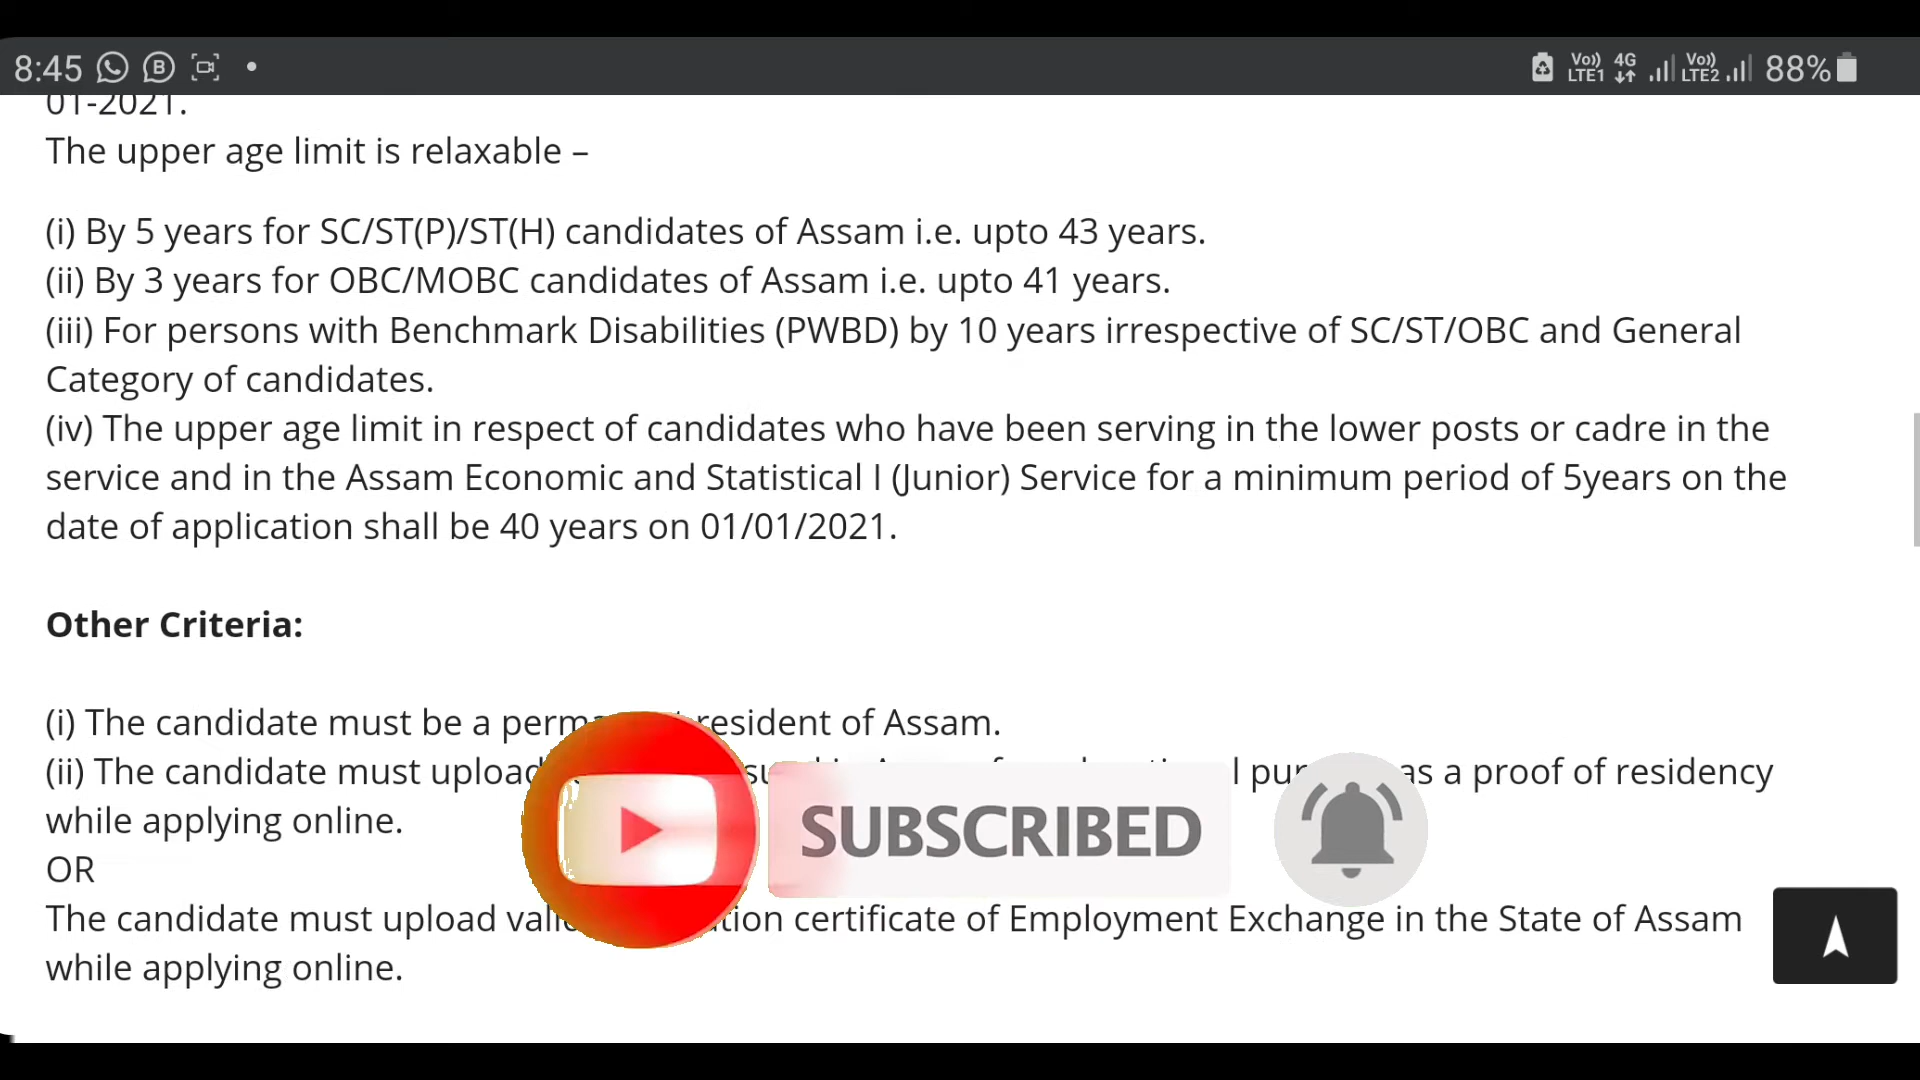 8:45
Vo)) LTE1 4G Vo)) LTE2 88%
01-2021.
The upper age limit is relaxable –
(i) By 5 years for SC/ST(P)/ST(H) candidates of Assam i.e. upto 43 years.
(ii) By 3 years for OBC/MOBC candidates of Assam i.e. upto 41 years.
(iii) For persons with Benchmark Disabilities (PWBD) by 10 years irrespective of SC/ST/OBC and General
Category of candidates.
(iv) The upper age limit in respect of candidates who have been serving in the lower posts or cadre in the
service and in the Assam Economic and Statistical I (Junior) Service for a minimum period of 5years on the
date of application shall be 40 years on 01/01/2021.
Other Criteria:
(i) The candidate must be a resident of Assam.
(ii) The candidate must upload as a proof of residency
while applying online.
SUBSCRIBED
OR
The candidate must upload certificate of Employment Exchange in the State of Assam
while applying online.